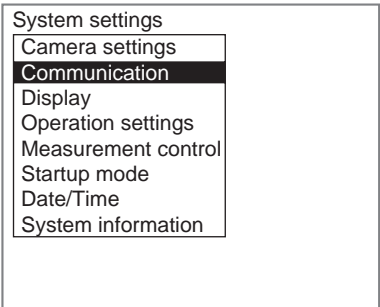 System settings
Camera settings
Communication
Display
Operation settings
Measurement control
Startup mode
Date/Time
System information